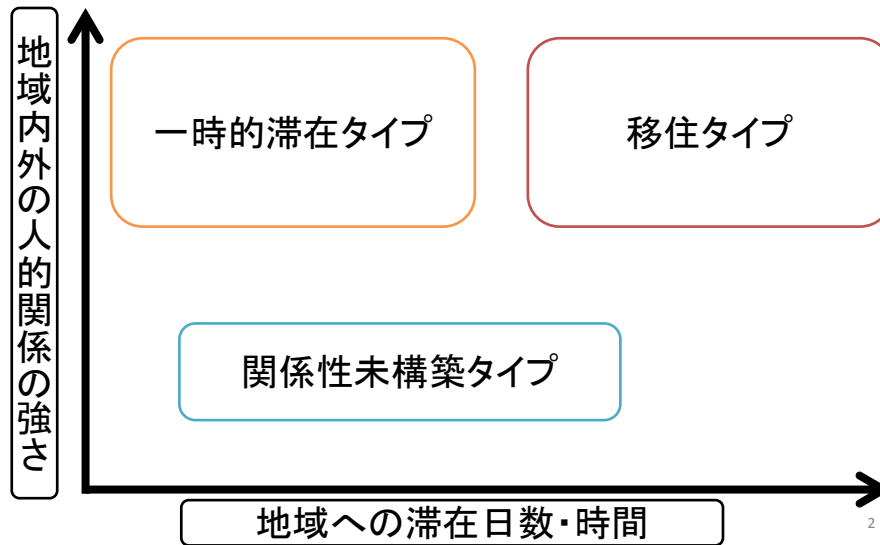 地域内外の人的関係の強さ
一時的滞在タイプ
移住タイプ
関係性未構築タイプ
地域への滞在日数・時間
2